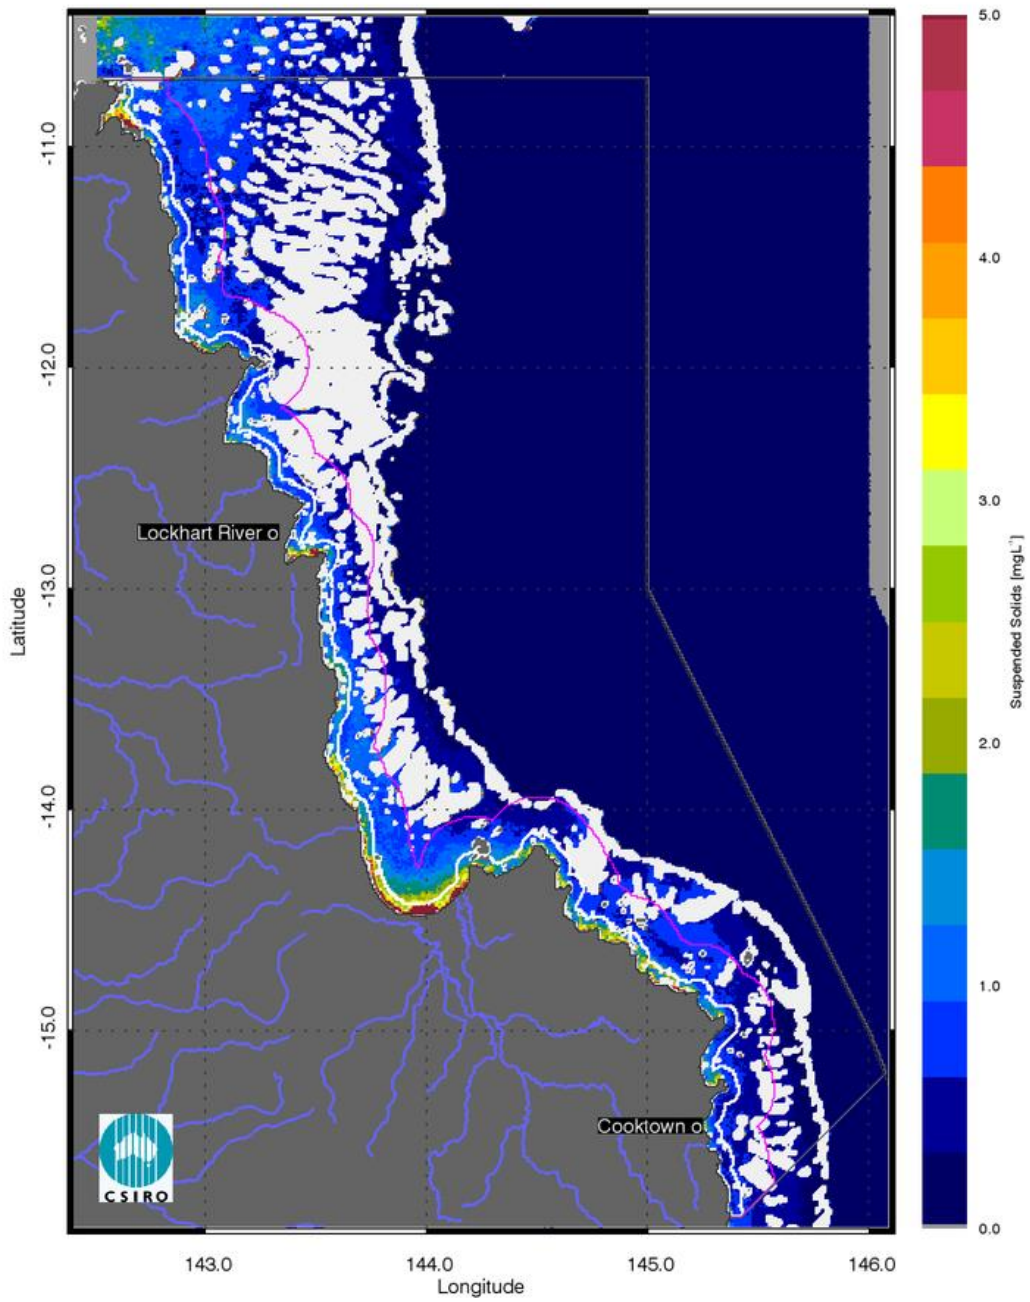 5.0
-11.0
4.0
-12.0
Lockhart River o
3.0
-13.0
Latitude
Suspended Solids [mgL⁻¹]
2.0
-14.0
1.0
-15.0
Cooktown o
CSIRO
0.0
143.0 144.0 145.0 146.0
Longitude